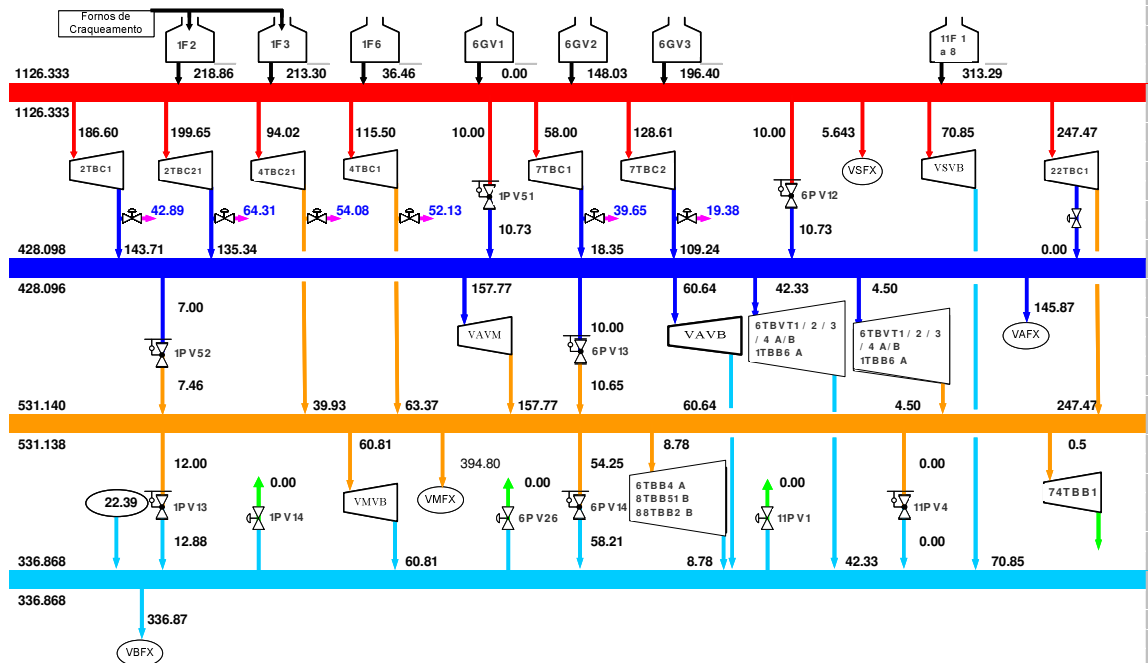 Fornos de
Craqueamento
1F2
1F3
1F6
6GV1
6GV2
6GV3
11F 1
a 8
218.86
213.30
36.46
0.00
148.03
196.40
313.29
1126.333
1126.333
186.60
199.65
94.02
115.50
10.00
58.00
128.61
10.00
5.643
70.85
247.47
2TBC1
2TBC21
4TBC21
4TBC1
1PV51
7TBC1
7TBC2
6PV12
VSFX
VSVB
22TBC1
42.89
64.31
54.08
52.13
39.65
19.38
10.73
10.73
143.71
135.34
18.35
109.24
0.00
428.098
428.096
7.00
157.77
10.00
60.64
42.33
4.50
145.87
1PV52
VAVM
6PV13
VAVB
6TBVT1 / 2 / 3
/ 4 A/B
1TBB6 A
6TBVT1 / 2 / 3
/ 4 A/B
1TBB6 A
VAFX
7.46
10.65
39.93
63.37
157.77
60.64
4.50
247.47
531.140
531.138
12.00
60.81
394.80
54.25
8.78
0.00
0.5
22.39
1PV13
0.00
1PV14
VMVB
VMFX
0.00
6PV26
6PV14
6TBB4 A
8TBB51 B
88TBB2 B
0.00
11PV1
11PV4
74TBB1
12.88
58.21
0.00
60.81
8.78
42.33
70.85
336.868
336.868
336.87
VBFX